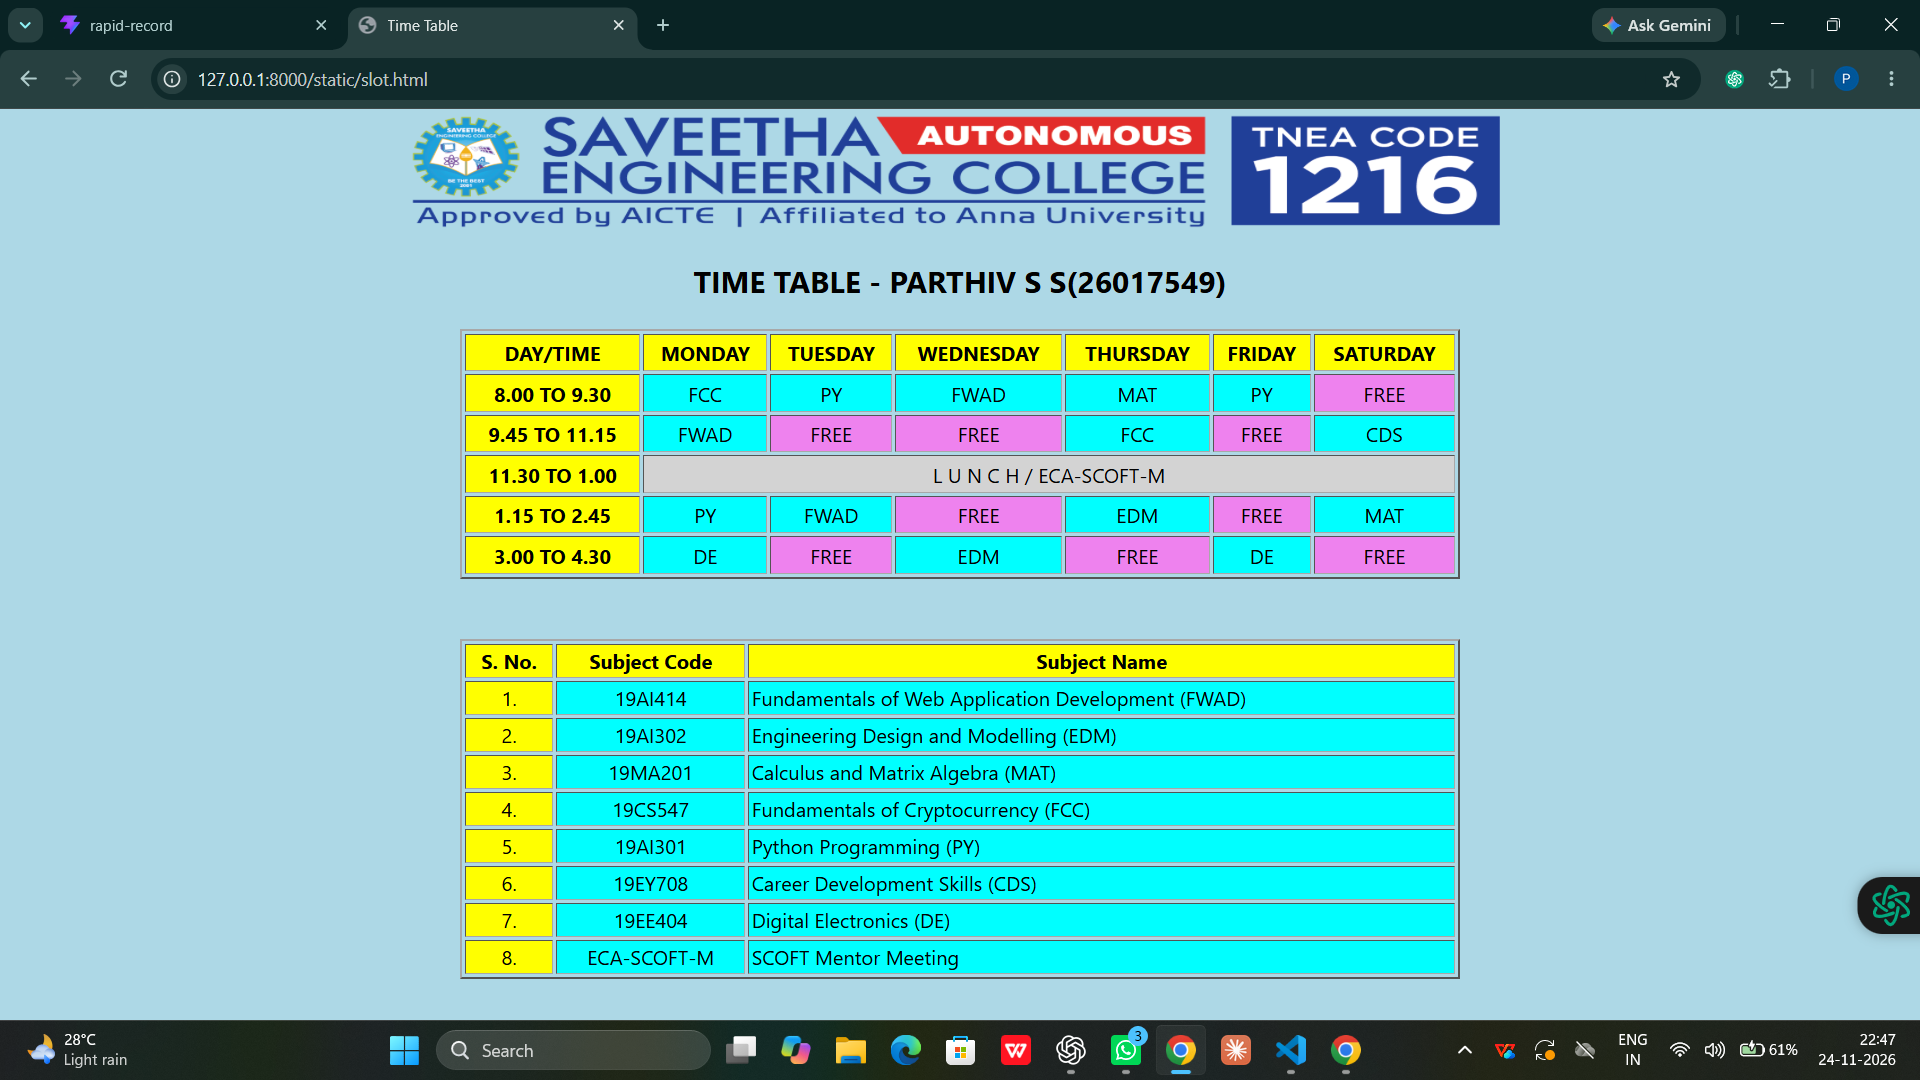 rapid-record
Time Table
Ask Gemini
127.0.0.1:8000/static/slot.html
P
SAVEETHA
ENGINEERING COLLEGE
BE THE BEST
SAVEETHA AUTONOMOUS
ENGINEERING COLLEGE
Approved by AICTE | Affiliated to Anna University
TNEA CODE
1216
TIME TABLE - PARTHIV S S(26017549)
DAY/TIME MONDAY TUESDAY WEDNESDAY THURSDAY FRIDAY SATURDAY
8.00 TO 9.30 FCC PY FWAD MAT PY FREE
9.45 TO 11.15 FWAD FREE FREE FCC FREE CDS
11.30 TO 1.00 L U N C H / ECA-SCOFT-M
1.15 TO 2.45 PY FWAD FREE EDM FREE MAT
3.00 TO 4.30 DE FREE EDM FREE DE FREE
S. No. Subject Code Subject Name
1. 19AI414 Fundamentals of Web Application Development (FWAD)
2. 19AI302 Engineering Design and Modelling (EDM)
3. 19MA201 Calculus and Matrix Algebra (MAT)
4. 19CS547 Fundamentals of Cryptocurrency (FCC)
5. 19AI301 Python Programming (PY)
6. 19EY708 Career Development Skills (CDS)
7. 19EE404 Digital Electronics (DE)
8. ECA-SCOFT-M SCOFT Mentor Meeting
28°C
Light rain
Search
3
ENG
IN
61%
22:47
24-11-2026